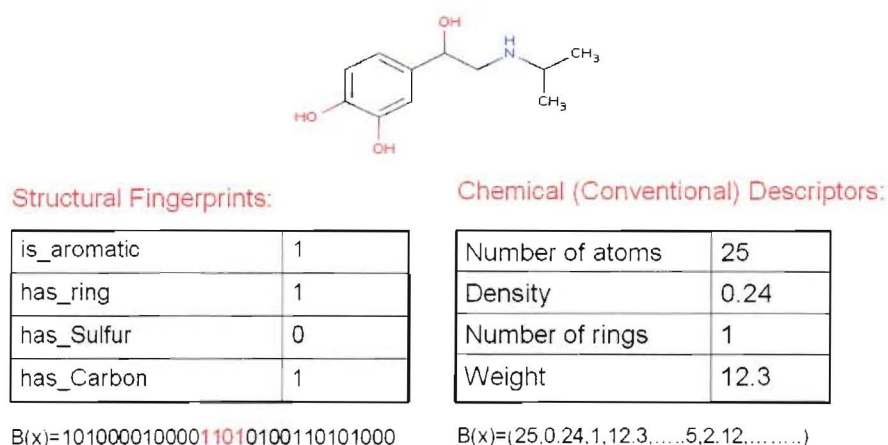 OH
H
N
CH3
CH3
HO
OH
Structural Fingerprints:
is_aromatic 1
has_ring 1
has_Sulfur 0
has_Carbon 1
B(x)=10100001000011010100110101000
Chemical (Conventional) Descriptors:
Number of atoms 25
Density 0.24
Number of rings 1
Weight 12.3
B(x)=(25,0.24,1,12.3,.....5,2.12,........)